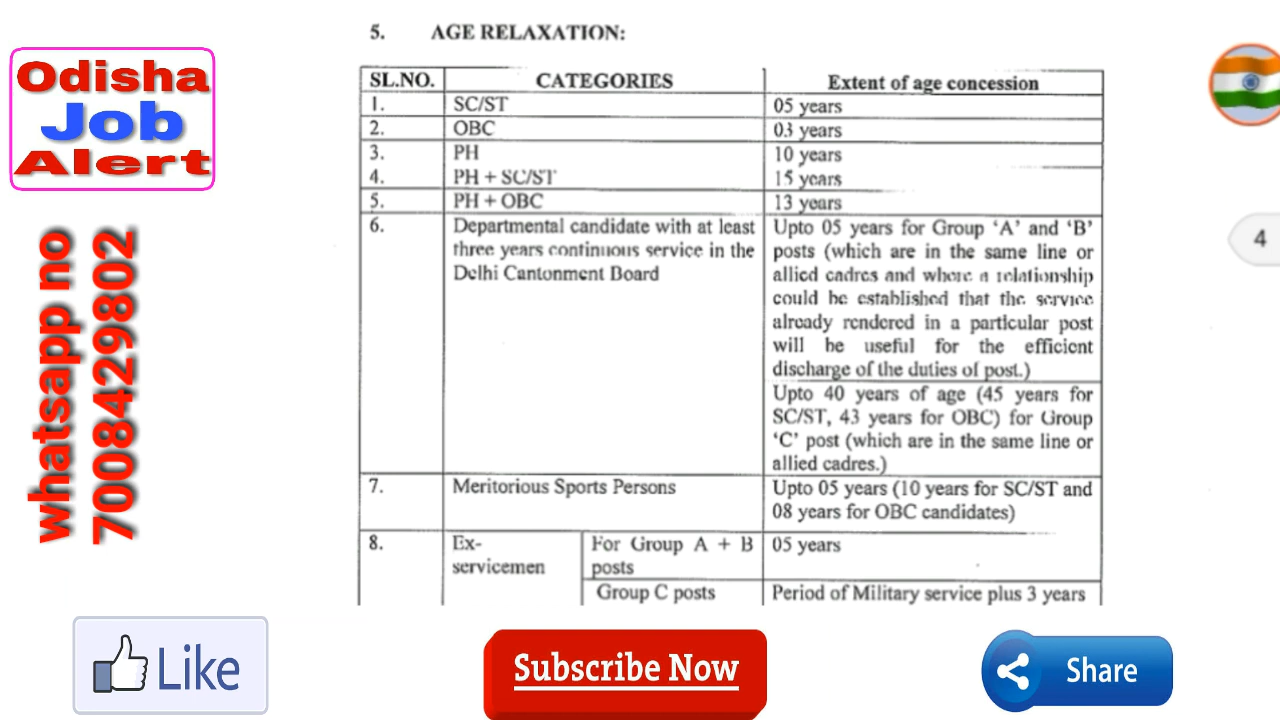 Odisha
Job
Alert
whatsapp no
7008429802
5. AGE RELAXATION:
SL.NO. CATEGORIES Extent of age concession
1. SC/ST 05 years
2. OBC 03 years
3. PH 10 years
4. PH + SC/ST 15 years
5. PH + OBC 13 years
6. Departmental candidate with at least Upto 05 years for Group ‘A’ and ‘B’
three years continuous service in the posts (which are in the same line or
Delhi Cantonment Board allied cadres and where a relationship
could be established that the service
already rendered in a particular post
will be useful for the efficient
discharge of the duties of post.)
Upto 40 years of age (45 years for
SC/ST, 43 years for OBC) for Group
‘C’ post (which are in the same line or
allied cadres.)
7. Meritorious Sports Persons Upto 05 years (10 years for SC/ST and
08 years for OBC candidates)
8. Ex- For Group A + B 05 years
servicemen posts
Group C posts Period of Military service plus 3 years
4
Like
Subscribe Now
Share